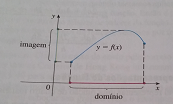 y
imagem
y = f(x)
0
x
domínio